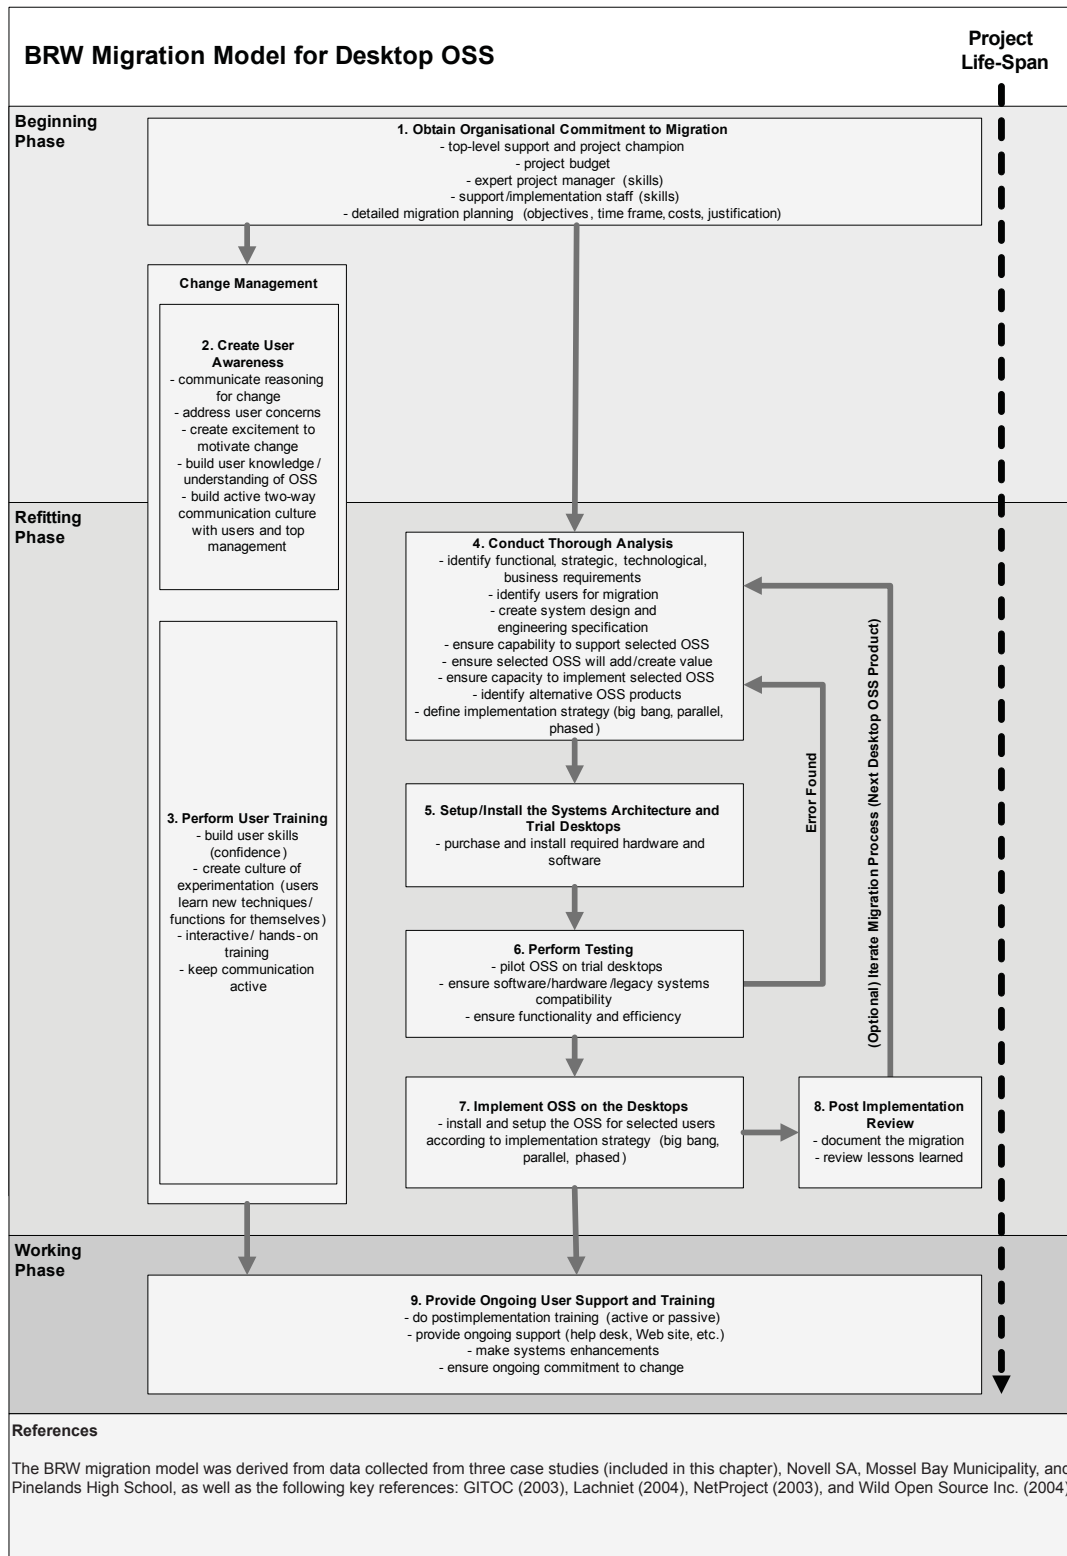 BRW Migration Model for Desktop OSS
Project
Life-Span
Beginning
Phase
1. Obtain Organisational Commitment to Migration
- top-level support and project champion
- project budget
- expert project manager (skills)
- support/implementation staff (skills)
- detailed migration planning (objectives, time frame, costs, justification)
Change Management
2. Create User
Awareness
- communicate reasoning
for change
- address user concerns
- create excitement to
motivate change
- build user knowledge/
understanding of OSS
- build active two-way
communication culture
with users and top
management
Refitting
Phase
3. Perform User Training
- build user skills
(confidence)
- create culture of
experimentation (users
learn new techniques/
functions for themselves)
- interactive/ hands-on
training
- keep communication
active
4. Conduct Thorough Analysis
- identify functional, strategic, technological,
business requirements
- identify users for migration
- create system design and
engineering specification
- ensure capability to support selected OSS
- ensure selected OSS will add/create value
- ensure capacity to implement selected OSS
- identify alternative OSS products
- define implementation strategy (big bang, parallel,
phased)
5. Setup/Install the Systems Architecture and
Trial Desktops
- purchase and install required hardware and
software
6. Perform Testing
- pilot OSS on trial desktops
- ensure software/hardware/legacy systems
compatibility
- ensure functionality and efficiency
Error Found
(Optional) Iterate Migration Process (Next Desktop OSS Product)
7. Implement OSS on the Desktops
- install and setup the OSS for selected users
according to implementation strategy (big bang,
parallel, phased)
8. Post Implementation
Review
- document the migration
- review lessons learned
Working
Phase
9. Provide Ongoing User Support and Training
- do postimplementation training (active or passive)
- provide ongoing support (help desk, Web site, etc.)
- make systems enhancements
- ensure ongoing commitment to change
References
The BRW migration model was derived from data collected from three case studies (included in this chapter), Novell SA, Mossel Bay Municipality, and
Pinelands High School, as well as the following key references: GITOC (2003), Lachniet (2004), NetProject (2003), and Wild Open Source Inc. (2004)